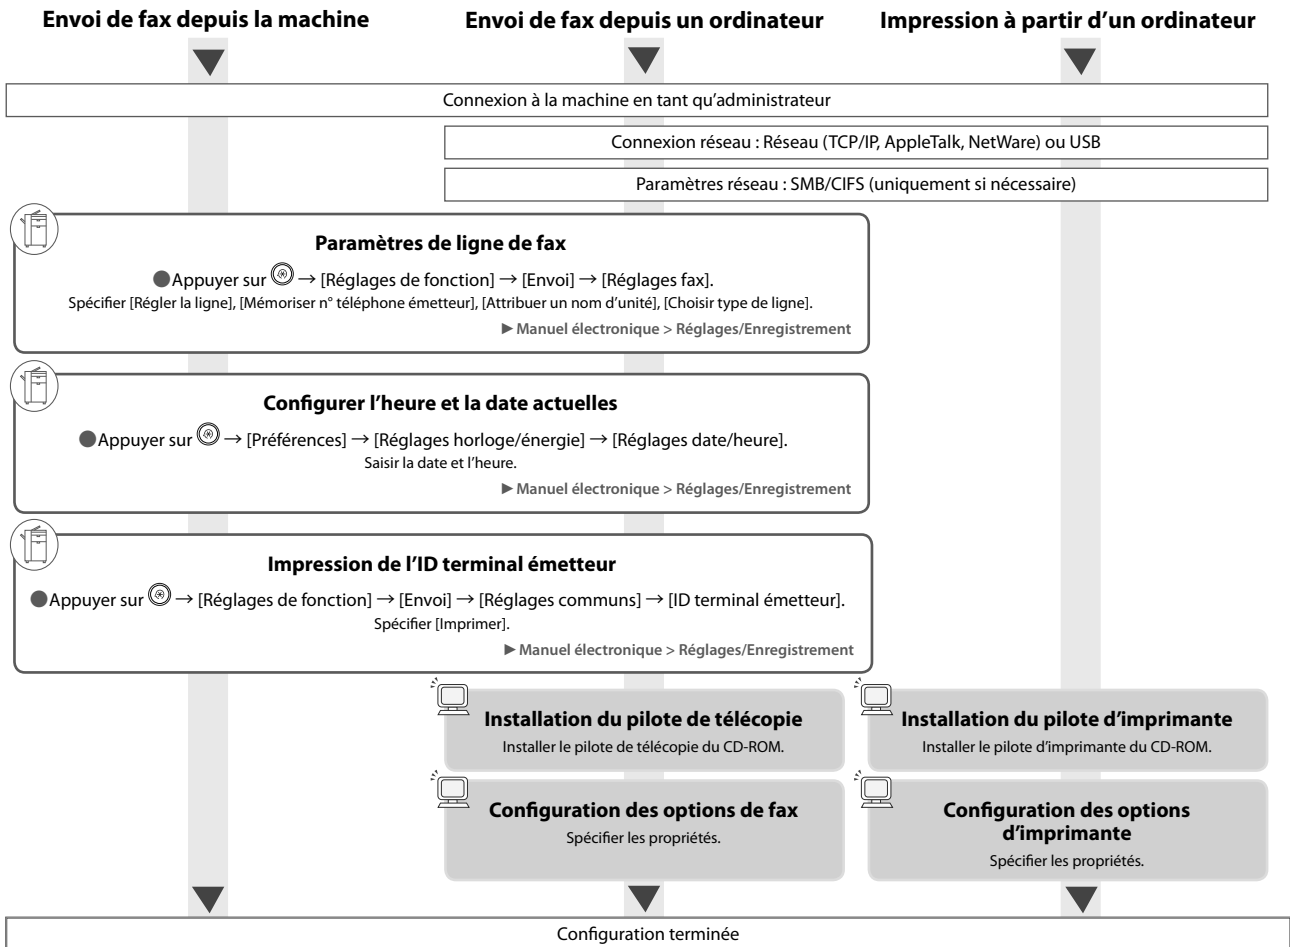 Envoi de fax depuis la machine
Envoi de fax depuis un ordinateur
Impression à partir d’un ordinateur
Connexion à la machine en tant qu’administrateur
Connexion réseau : Réseau (TCP/IP, AppleTalk, NetWare) ou USB
Paramètres réseau : SMB/CIFS (uniquement si nécessaire)
Paramètres de ligne de fax
●Appuyer sur → [Réglages de fonction] → [Envoi] → [Réglages fax].
Spécifier [Régler la ligne], [Mémoriser n° téléphone émetteur], [Attribuer un nom d’unité], [Choisir type de ligne].
►Manuel électronique > Réglages/Enregistrement
Configurer l’heure et la date actuelles
●Appuyer sur → [Préférences] → [Réglages horloge/énergie] → [Réglages date/heure].
Saisir la date et l’heure.
►Manuel électronique > Réglages/Enregistrement
Impression de l’ID terminal émetteur
●Appuyer sur → [Réglages de fonction] → [Envoi] → [Réglages communs] → [ID terminal émetteur].
Spécifier [Imprimer].
►Manuel électronique > Réglages/Enregistrement
Installation du pilote de télécopie
Installer le pilote de télécopie du CD-ROM.
Installation du pilote d’imprimante
Installer le pilote d’imprimante du CD-ROM.
Configuration des options de fax
Spécifier les propriétés.
Configuration des options
d’imprimante
Spécifier les propriétés.
Configuration terminée